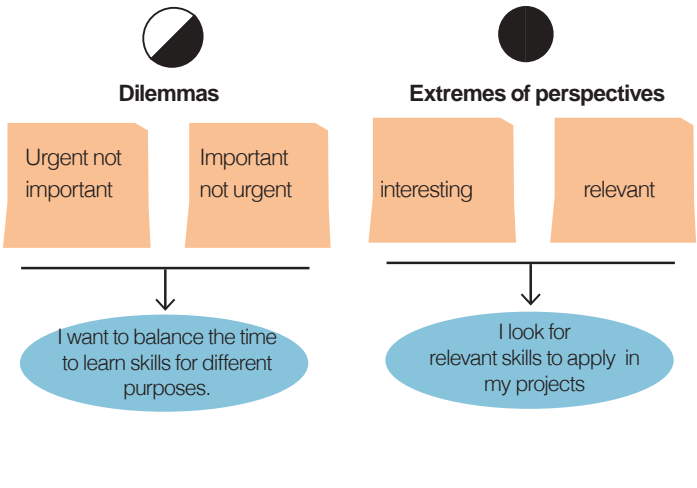 Dilemmas
Urgent not
important
Important
not urgent
I want to balance the time
to learn skills for different
purposes.
Extremes of perspectives
interesting
relevant
I look for
relevant skills to apply in
my projects